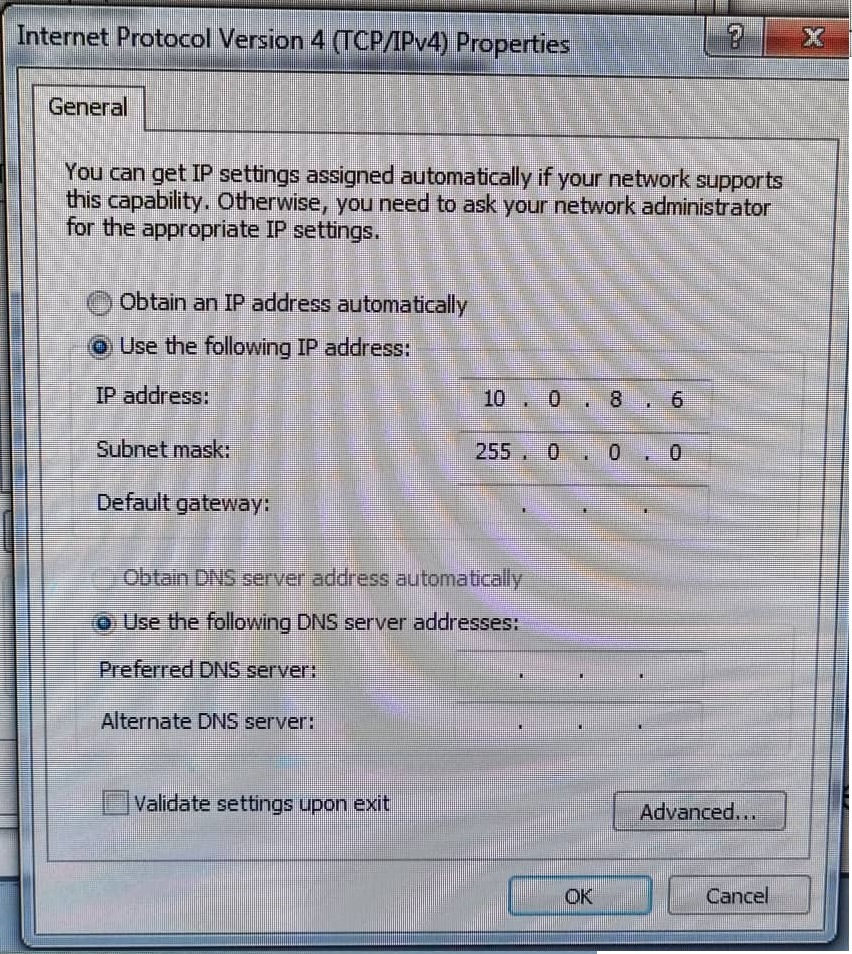 Internet Protocol Version 4 (TCP/IPv4) Properties
?
X
General
You can get IP settings assigned automatically if your network supports
this capability. Otherwise, you need to ask your network administrator
for the appropriate IP settings.
Obtain an IP address automatically
Use the following IP address:
IP address: 10 . 0 . 8 . 6
Subnet mask: 255 . 0 . 0 . 0
Default gateway: . . .
Obtain DNS server address automatically
Use the following DNS server addresses:
Preferred DNS server: . . .
Alternate DNS server: . . .
Validate settings upon exit
Advanced...
OK Cancel